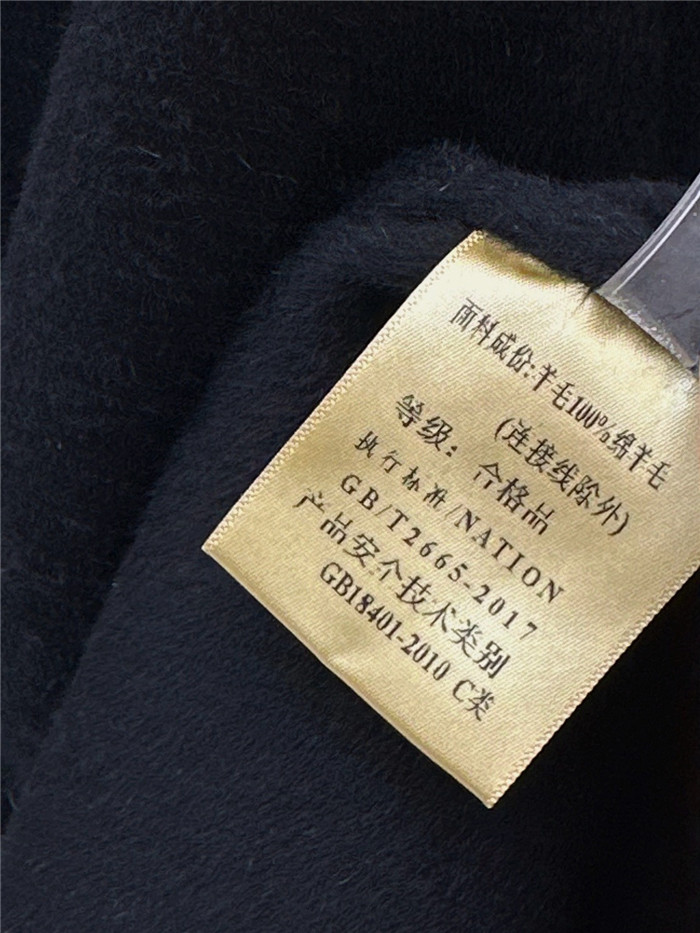 面料成份:羊毛100%绵羊毛
(连接线除外)
等级: 合格品
执行标准/NATION
GB/T2665-2017
产品安全技术类别
GB18401-2010 C类